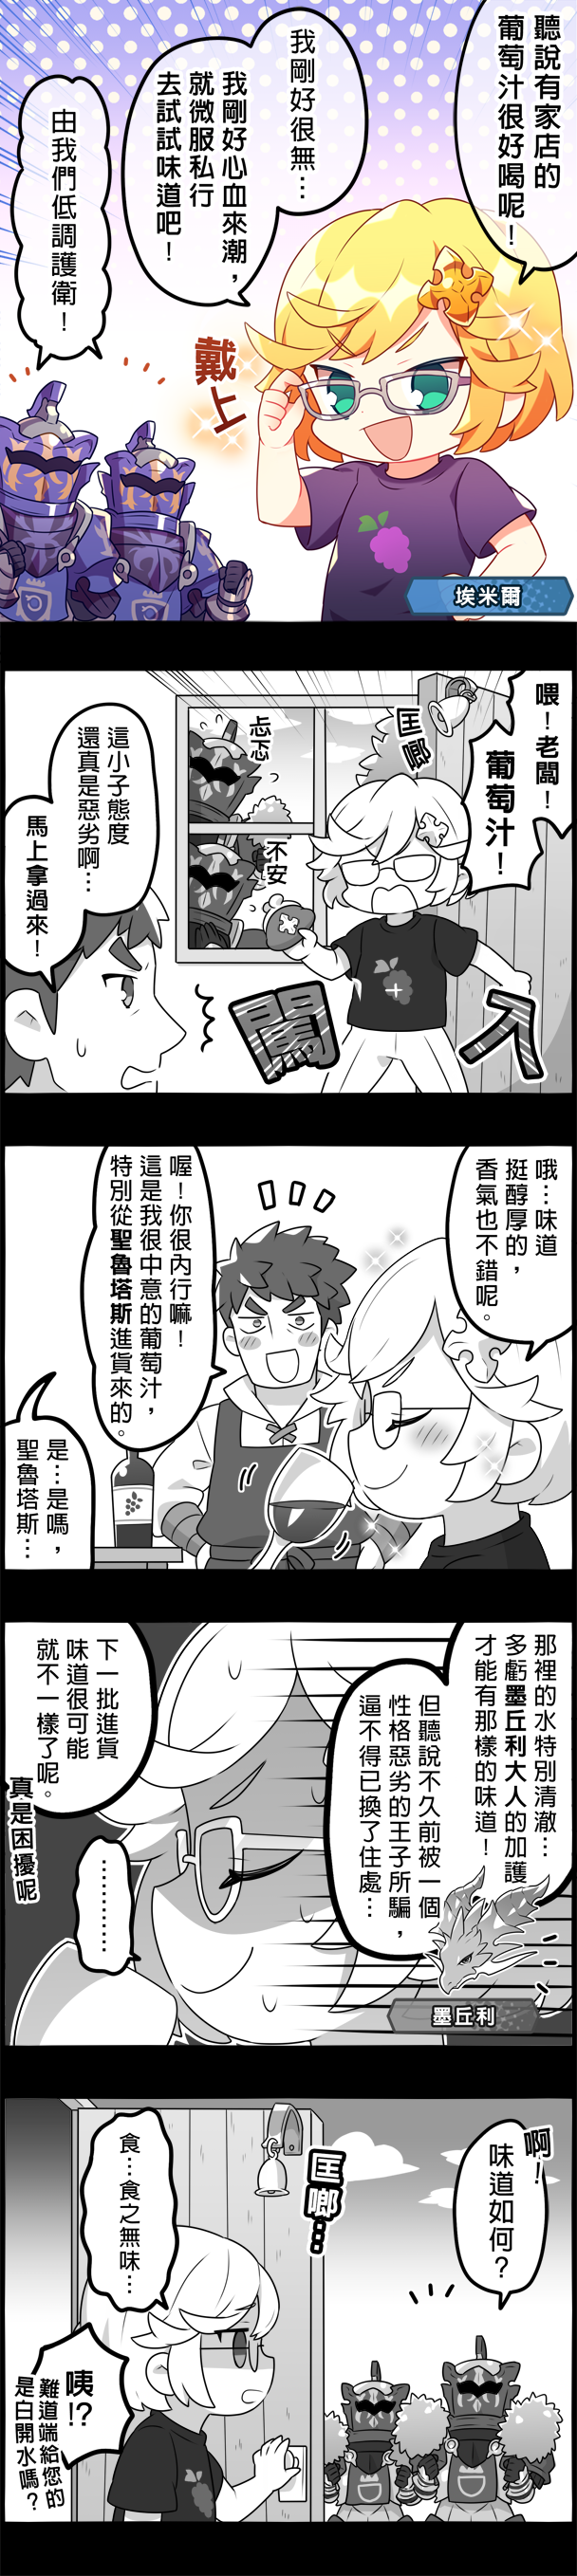 聽說有家店的
葡萄汁很好喝呢！
我剛好很無…
我剛好心血來潮，
就微服私行
去試試味道吧！
由我們低調護衛！
戴上
埃米爾
喂！老闆！
葡萄汁！
匡啷
忐忑
不安
闖入
這小子態度
還真是惡劣啊…
馬上拿過來！
哦…味道
挺醇厚的，
香氣也不錯呢。
喔！你很內行嘛！
這是我很中意的葡萄汁，
特別從聖魯塔斯進貨來的。
是…是嗎，
聖魯塔斯…
那裡的水特別清澈…
多虧墨丘利大人的加護
才能有那樣的味道！
墨丘利
但聽說不久前被一個
性格惡劣的王子所騙，
逼不得已換了住處…
下一批進貨
味道很可能
就不一樣了呢。
真是困擾呢
…………
啊！
味道如何？
匡啷…
食…食之無味…
咦!?
難道端給您的
是白開水嗎？